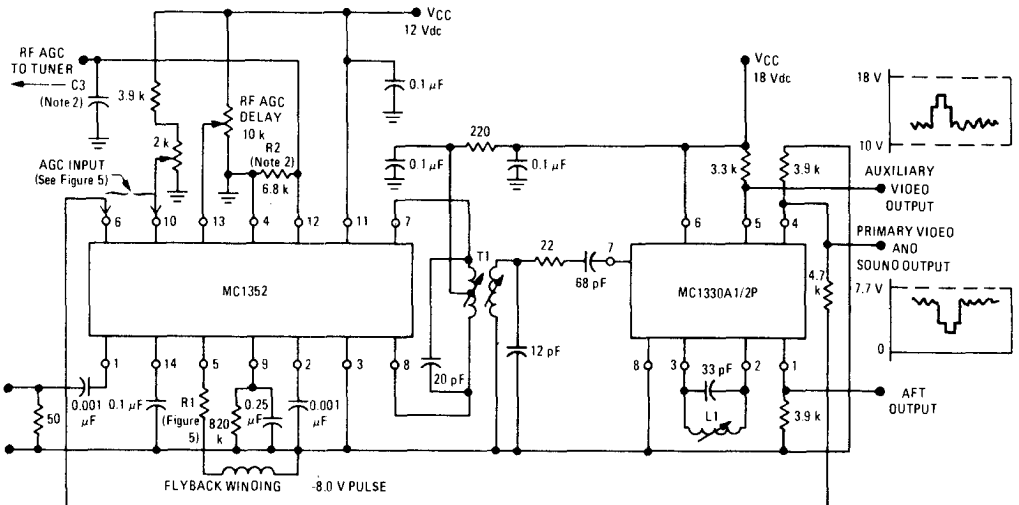 VCC
12 Vdc
RF AGC
TO TUNER
C3
(Note 2)
3.9 k
2 k
RF AGC
DELAY
10 k
R2
(Note 2)
6.8 k
0.1 µF
0.1 µF
220
0.1 µF
VCC
18 Vdc
3.3 k
3.9 k
18 V
10 V
AUXILIARY
VIDEO
OUTPUT
AGC INPUT
(See Figure 5)
6
10
13
4
12
11
7
6
5
4
MC1352
T1
22
68 pF
7
MC1330A1/2P
PRIMARY VIDEO
AND
SOUND OUTPUT
4.7
k
7.7 V
0
1
14
5
9
2
3
8
20 pF
12 pF
8
3
2
1
33 pF
L1
3.9 k
AFT
OUTPUT
50
0.001
µF
0.1 µF
R1
(Figure
5)
820
k
0.25
µF
0.001
µF
FLYBACK WINDING
-8.0 V PULSE